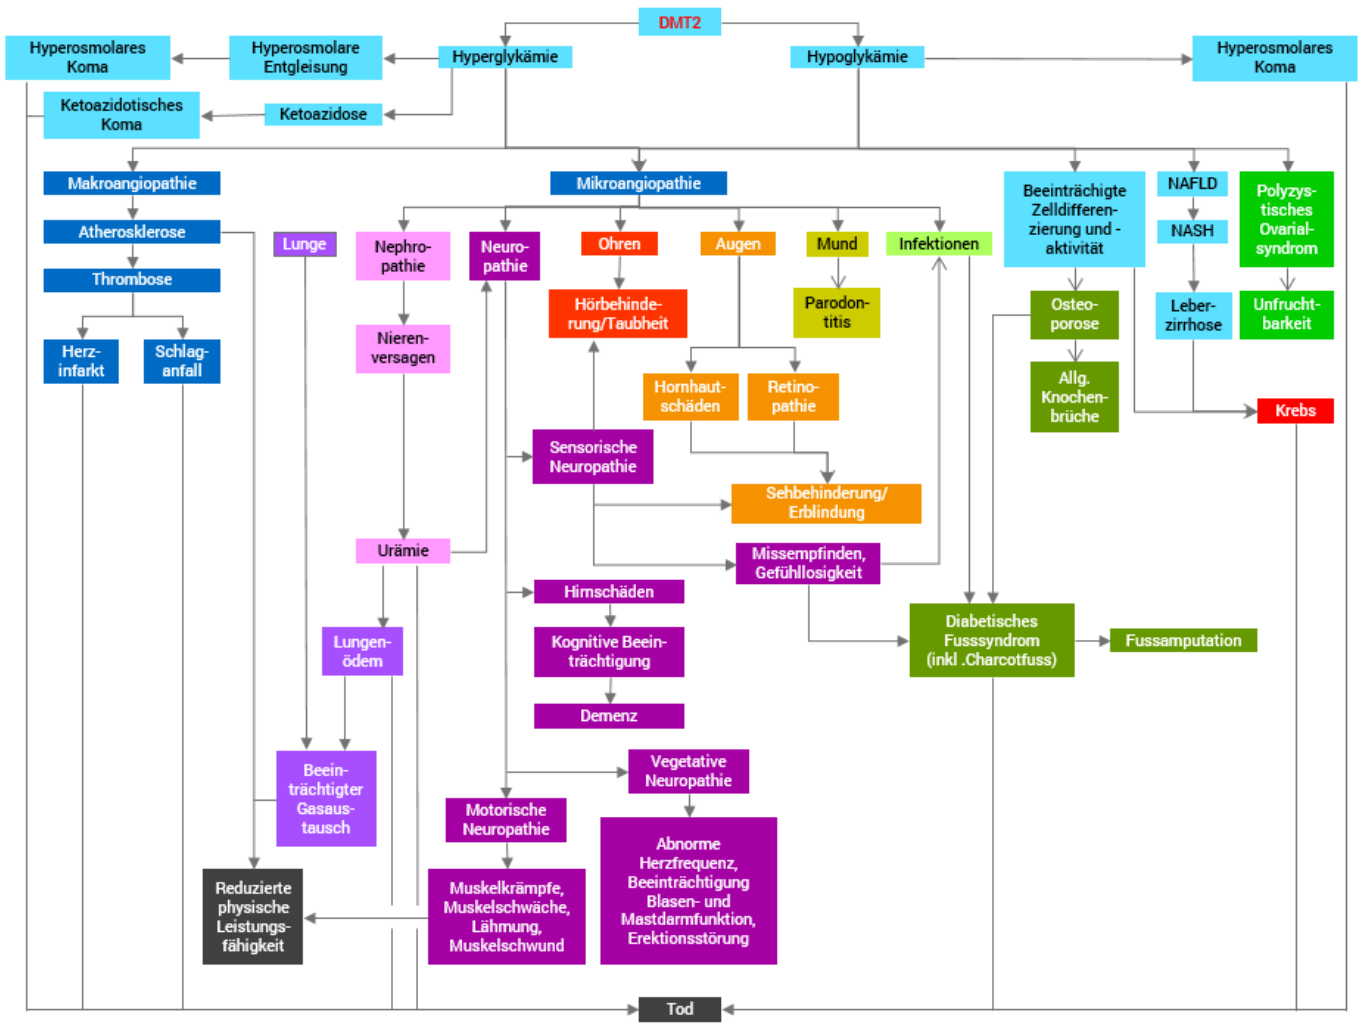 DMT2
Hyperosmolares
Koma
Hyperosmolare
Entgleisung
Hyperglykämie
Hypoglykämie
Hyperosmolares
Koma
Ketoazidotisches
Koma
Ketoazidose
Makroangiopathie
Mikroangiopathie
Beeinträchigte
Zelldifferen-
zierung und -
aktivität
NAFLD
Polyzys-
tisches
Ovarial-
syndrom
Atherosklerose
Lunge
Nephro-
pathie
Neuro-
pathie
Ohren
Augen
Mund
Infektionen
NASH
Thrombose
Hörbehinde-
rung/Taubheit
Parodon-
titis
Osteo-
porose
Leber-
zirrhose
Unfrucht-
barkeit
Herz-
infarkt
Schlag-
anfall
Nieren-
versagen
Hornhaut-
schäden
Retino-
pathie
Allg.
Knochen-
brüche
Krebs
Sensorische
Neuropathie
Sehbehinderung/
Erblindung
Urämie
Missempfinden,
Gefühllosigkeit
Hirnschäden
Lungen-
ödem
Kognitive Beein-
trächtigung
Diabetisches
Fusssyndrom
(inkl .Charcotfuss)
Fussamputation
Demenz
Beein-
trächtigter
Gasaus-
tausch
Vegetative
Neuropathie
Motorische
Neuropathie
Abnorme
Herzfrequenz,
Beeinträchtigung
Blasen- und
Mastdarmfunktion,
Erektionsstörung
Reduzierte
physische
Leistungs-
fähigkeit
Muskelkrämpfe,
Muskelschwäche,
Lähmung,
Muskelschwund
Tod